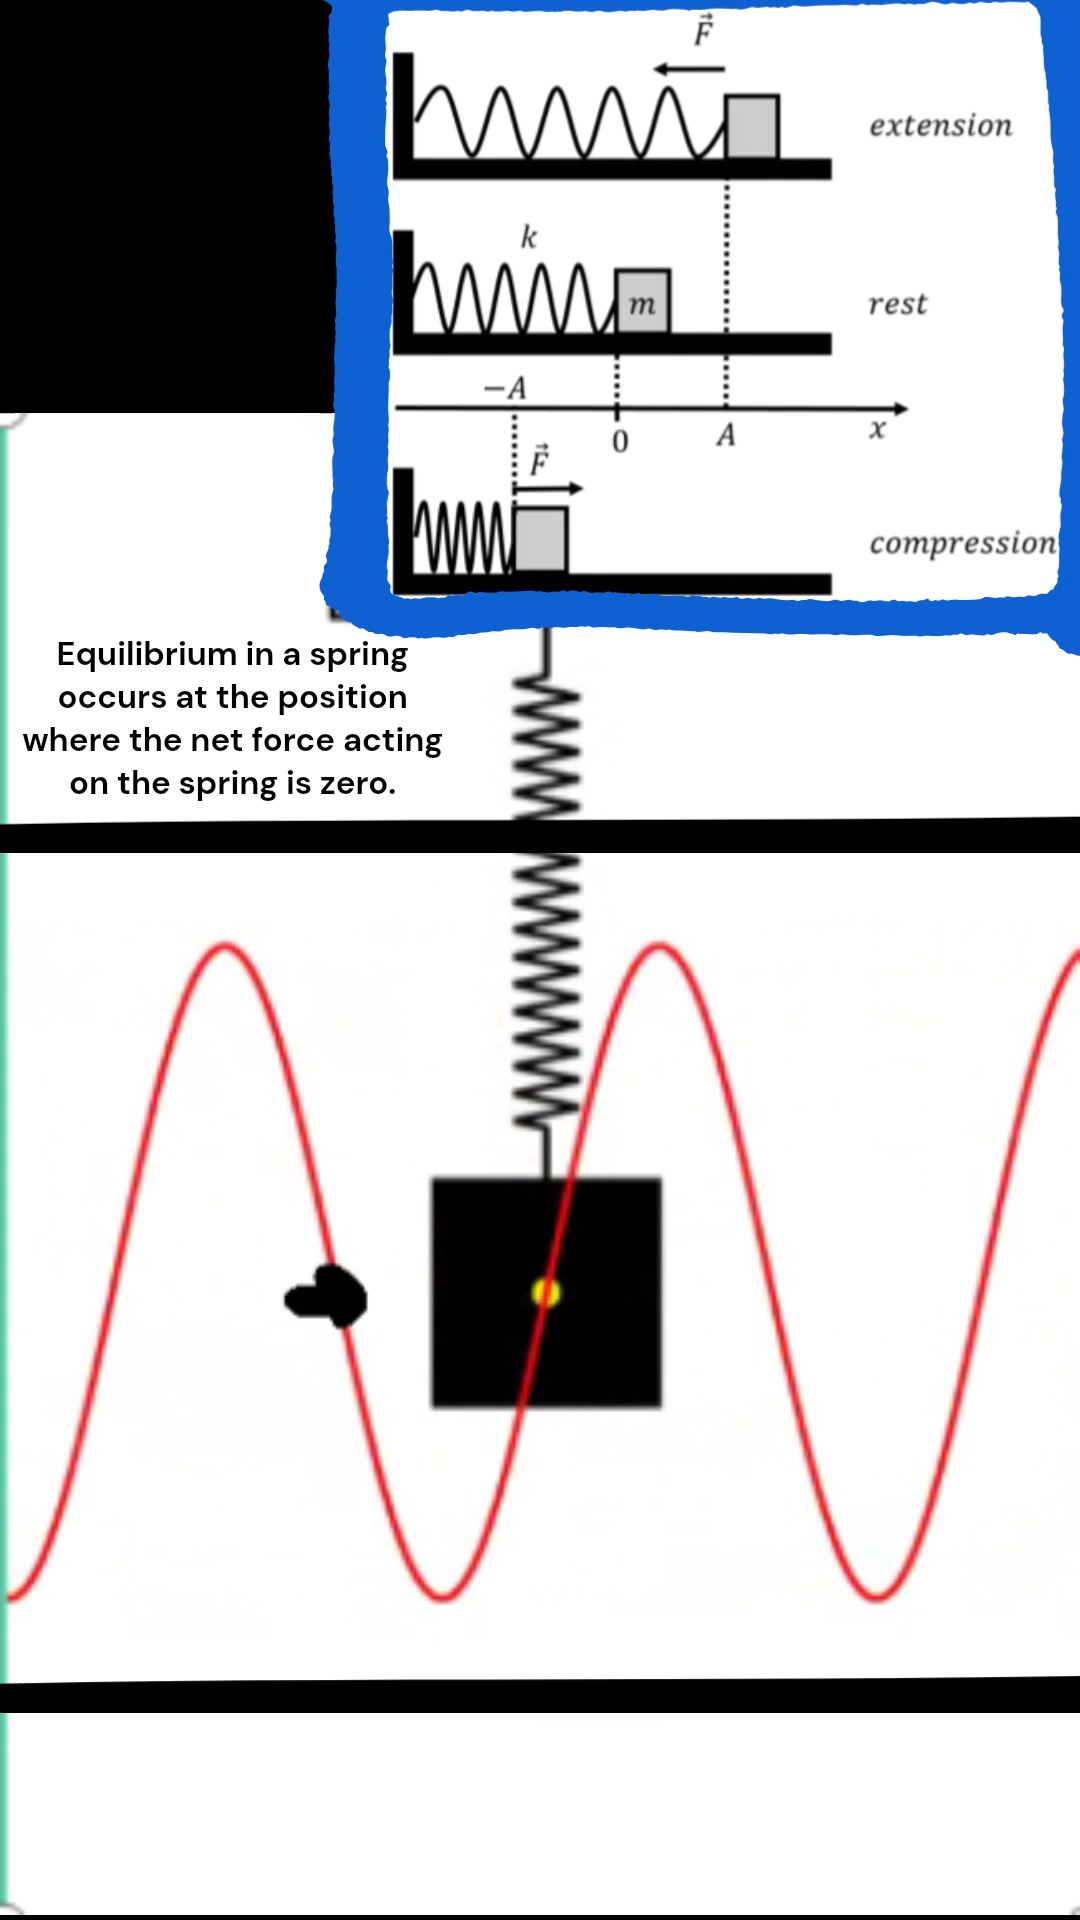 F⃗
extension
k
m
rest
−A
0
A
x
F⃗
compression
Equilibrium in a spring
occurs at the position
where the net force acting
on the spring is zero.